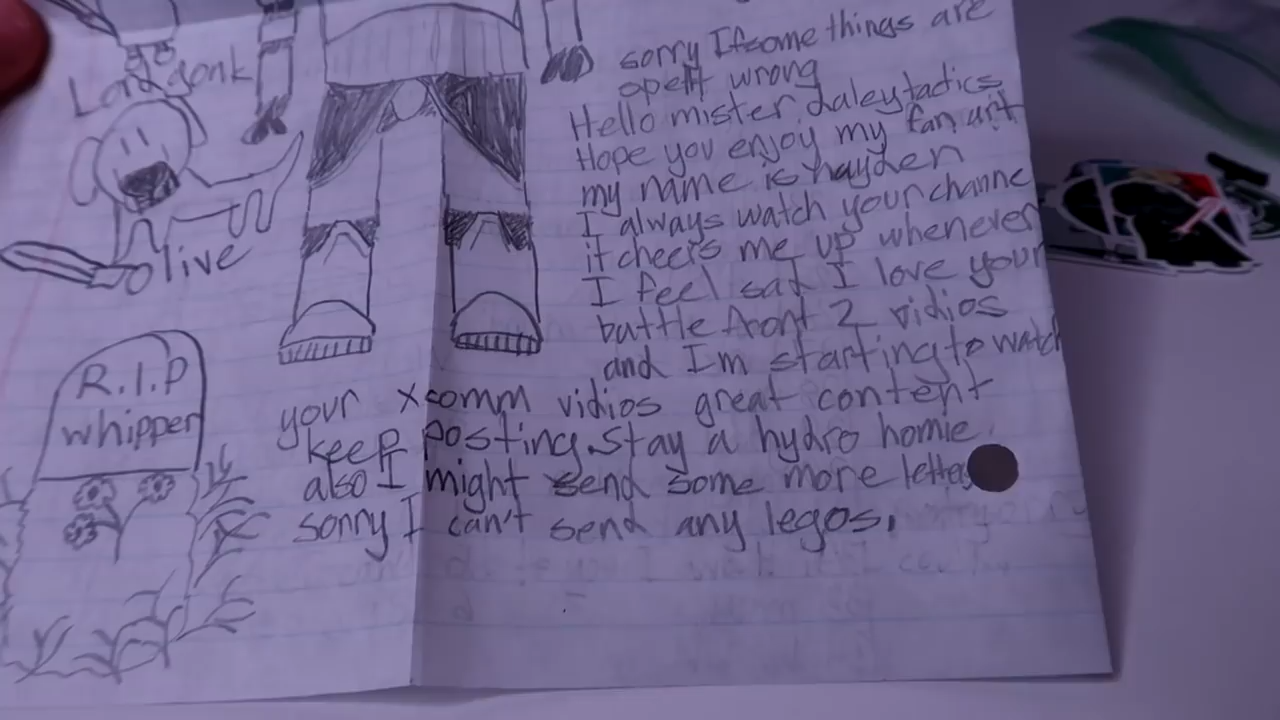 Lord gonk
live
R.I.P
whipper
sorry If some things are
spelt wrong
Hello mister daleytactics
Hope you enjoy my fan art
my name is hayden
I always watch your channe
it cheers me up whenever
I feel sad I love your
battle front 2 vidios
and I'm starting to watch
your xcomm vidios great content
keep posting. stay a hydro homie.
also I might send some more letters
sorry I can't send any legos.